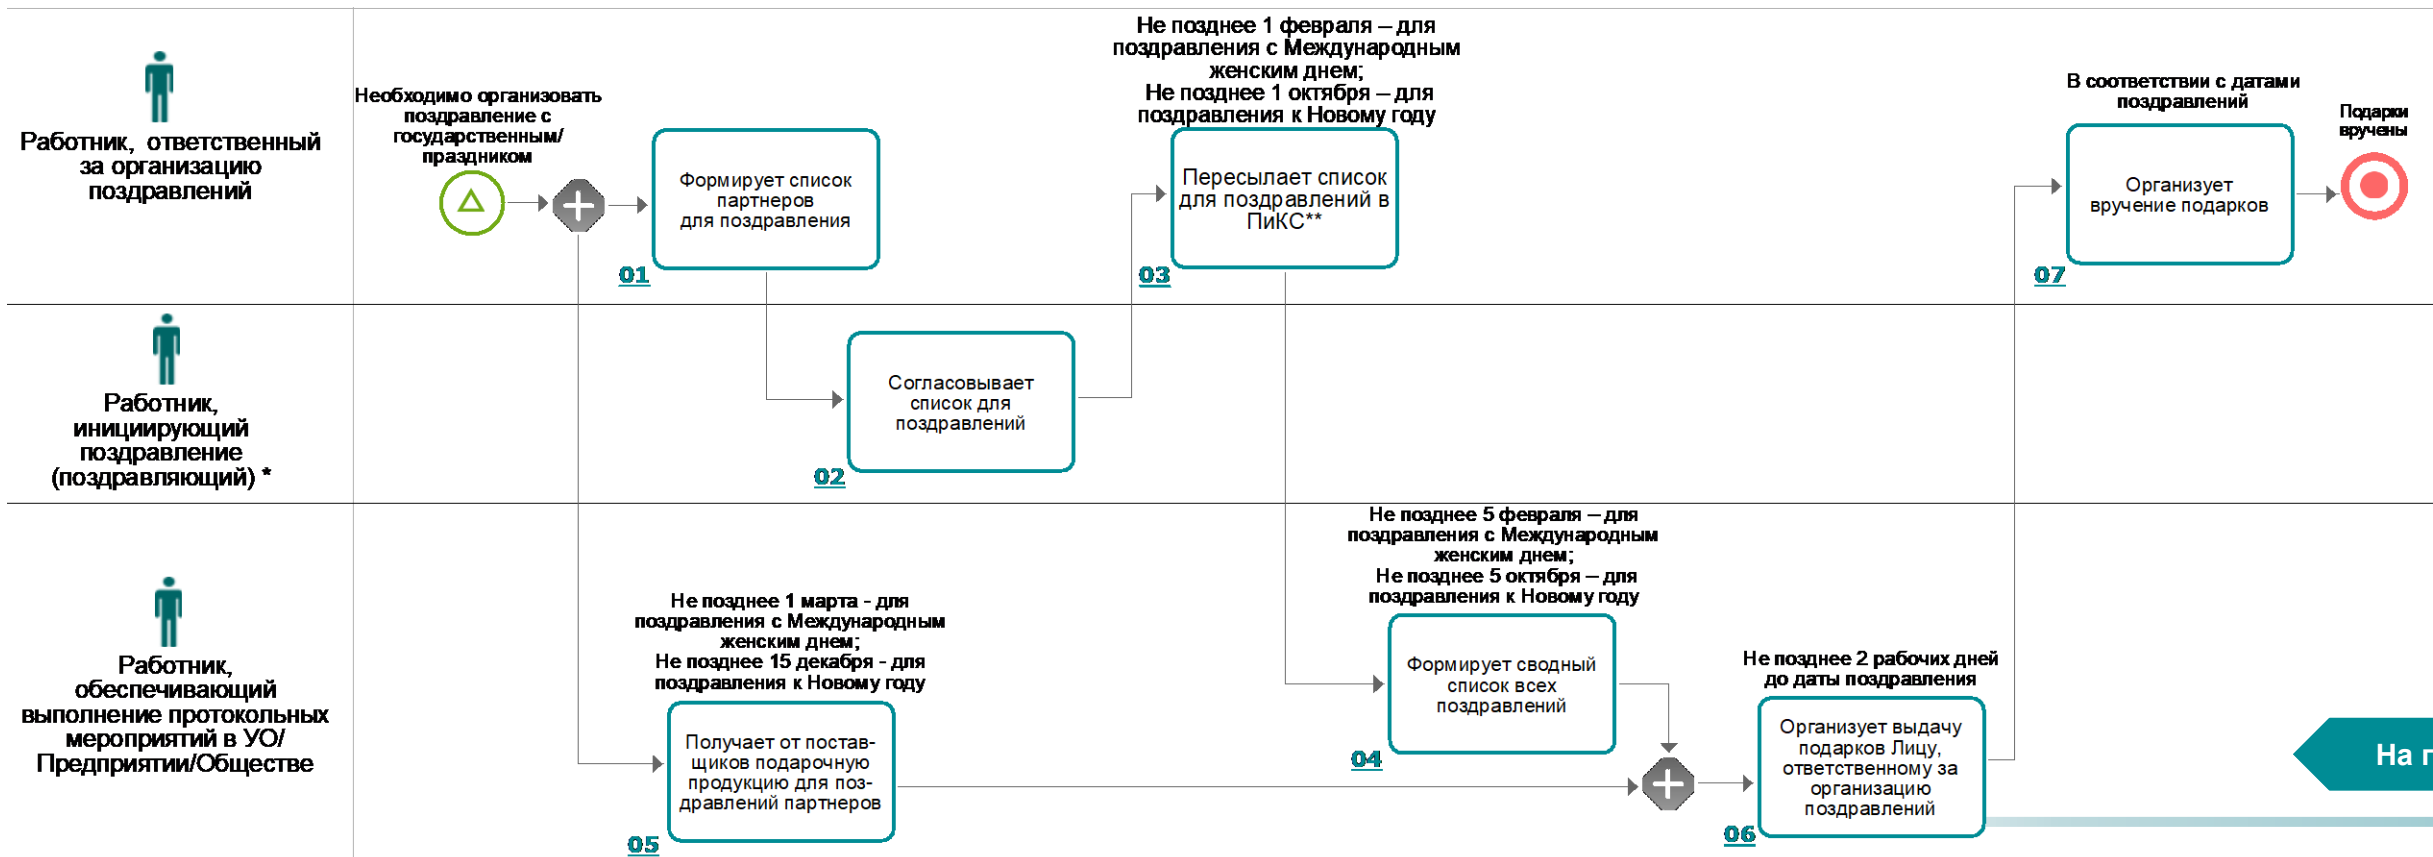 Работник, ответственный
за организацию
поздравлений
Необходимо организовать
поздравление с
государственным/
праздником
Формирует список
партнеров
для поздравления
01
Не позднее 1 февраля – для
поздравления с Международным
женским днем;
Не позднее 1 октября – для
поздравления к Новому году
Пересылает список
для поздравлений в
ПиКС**
03
В соответствии с датами
поздравлений
Организует
вручение подарков
07
Подарки
вручены
Работник,
инициирующий
поздравление
(поздравляющий) *
Согласовывает
список для
поздравлений
02
Работник,
обеспечивающий
выполнение протокольных
мероприятий в УО/
Предприятии/Обществе
Не позднее 1 марта - для
поздравления с Международным
женским днем;
Не позднее 15 декабря - для
поздравления к Новому году
Получает от постав-
щиков подарочную
продукцию для поз-
дравлений партнеров
05
Не позднее 5 февраля – для
поздравления с Международным
женским днем;
Не позднее 5 октября – для
поздравления к Новому году
Формирует сводный
список всех
поздравлений
04
Не позднее 2 рабочих дней
до даты поздравления
Организует выдачу
подарков Лицу,
ответственному за
организацию
поздравлений
06
На